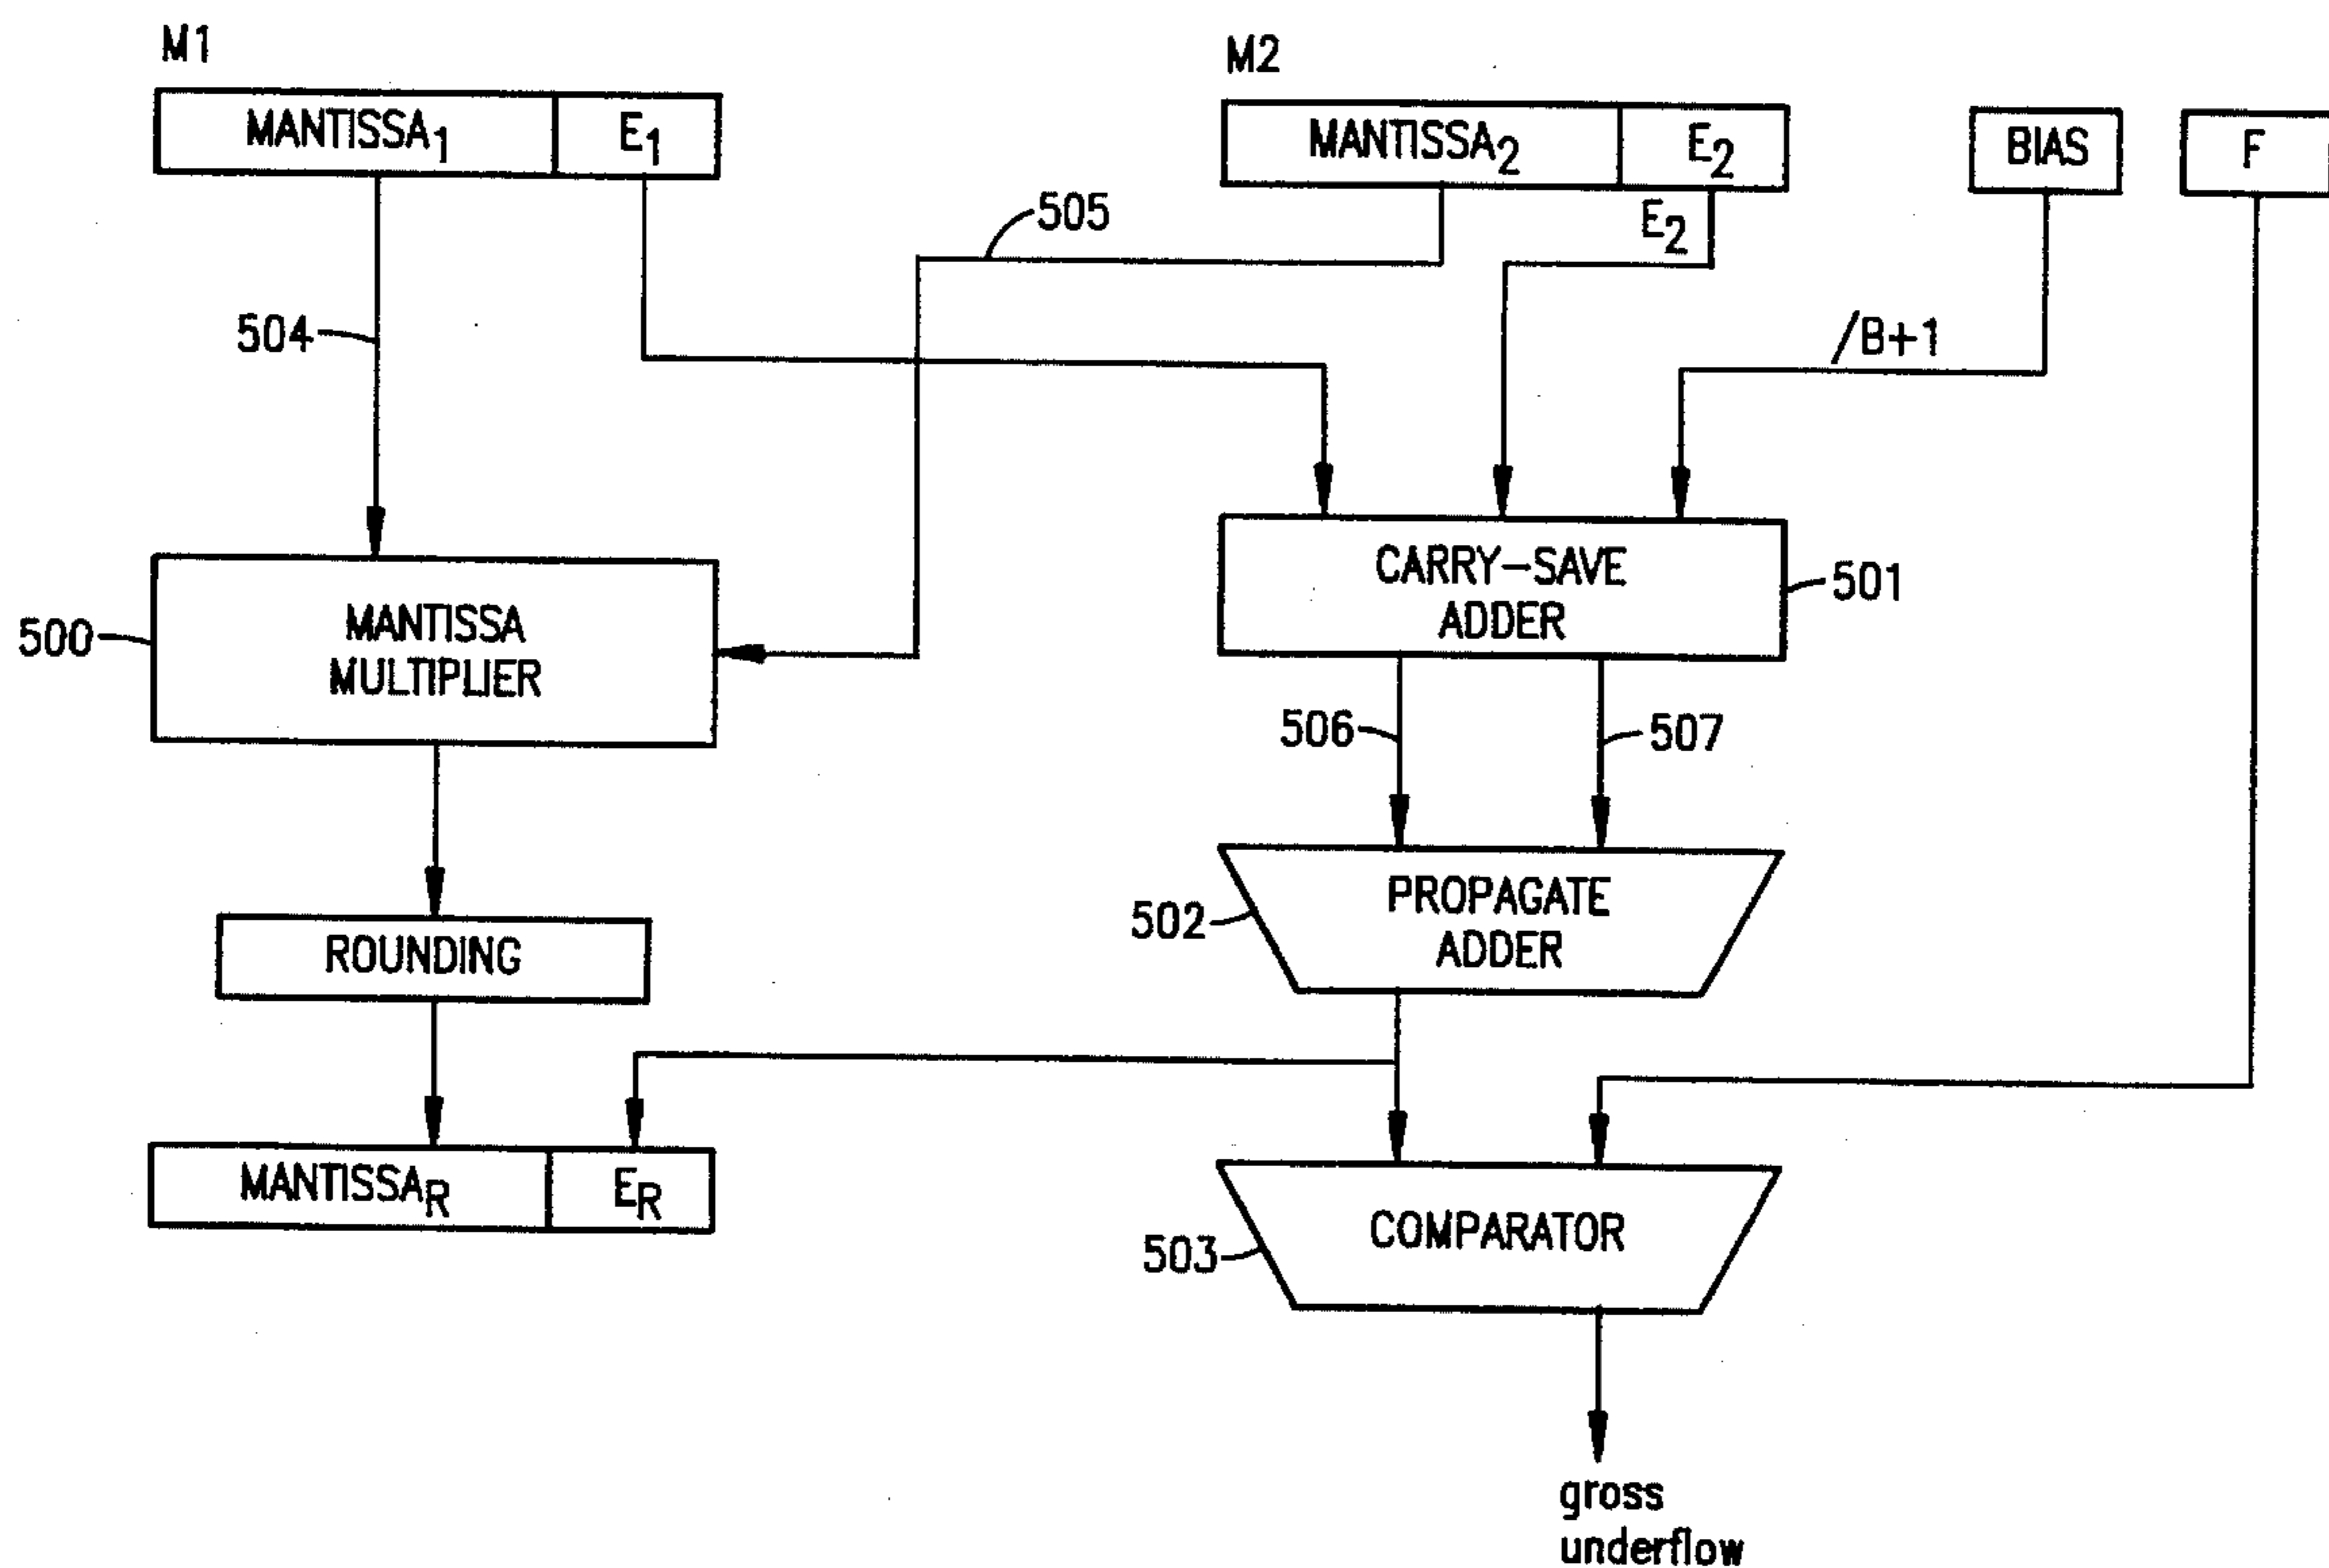 M1
M2
MANTISSA1 E1
MANTISSA2 E2
BIAS
F
505
E2
504
/B+1
CARRY-SAVE
ADDER
501
500
MANTISSA
MULTIPLIER
506
507
PROPAGATE
ADDER
502
ROUNDING
MANTISSAR ER
COMPARATOR
503
gross
underflow